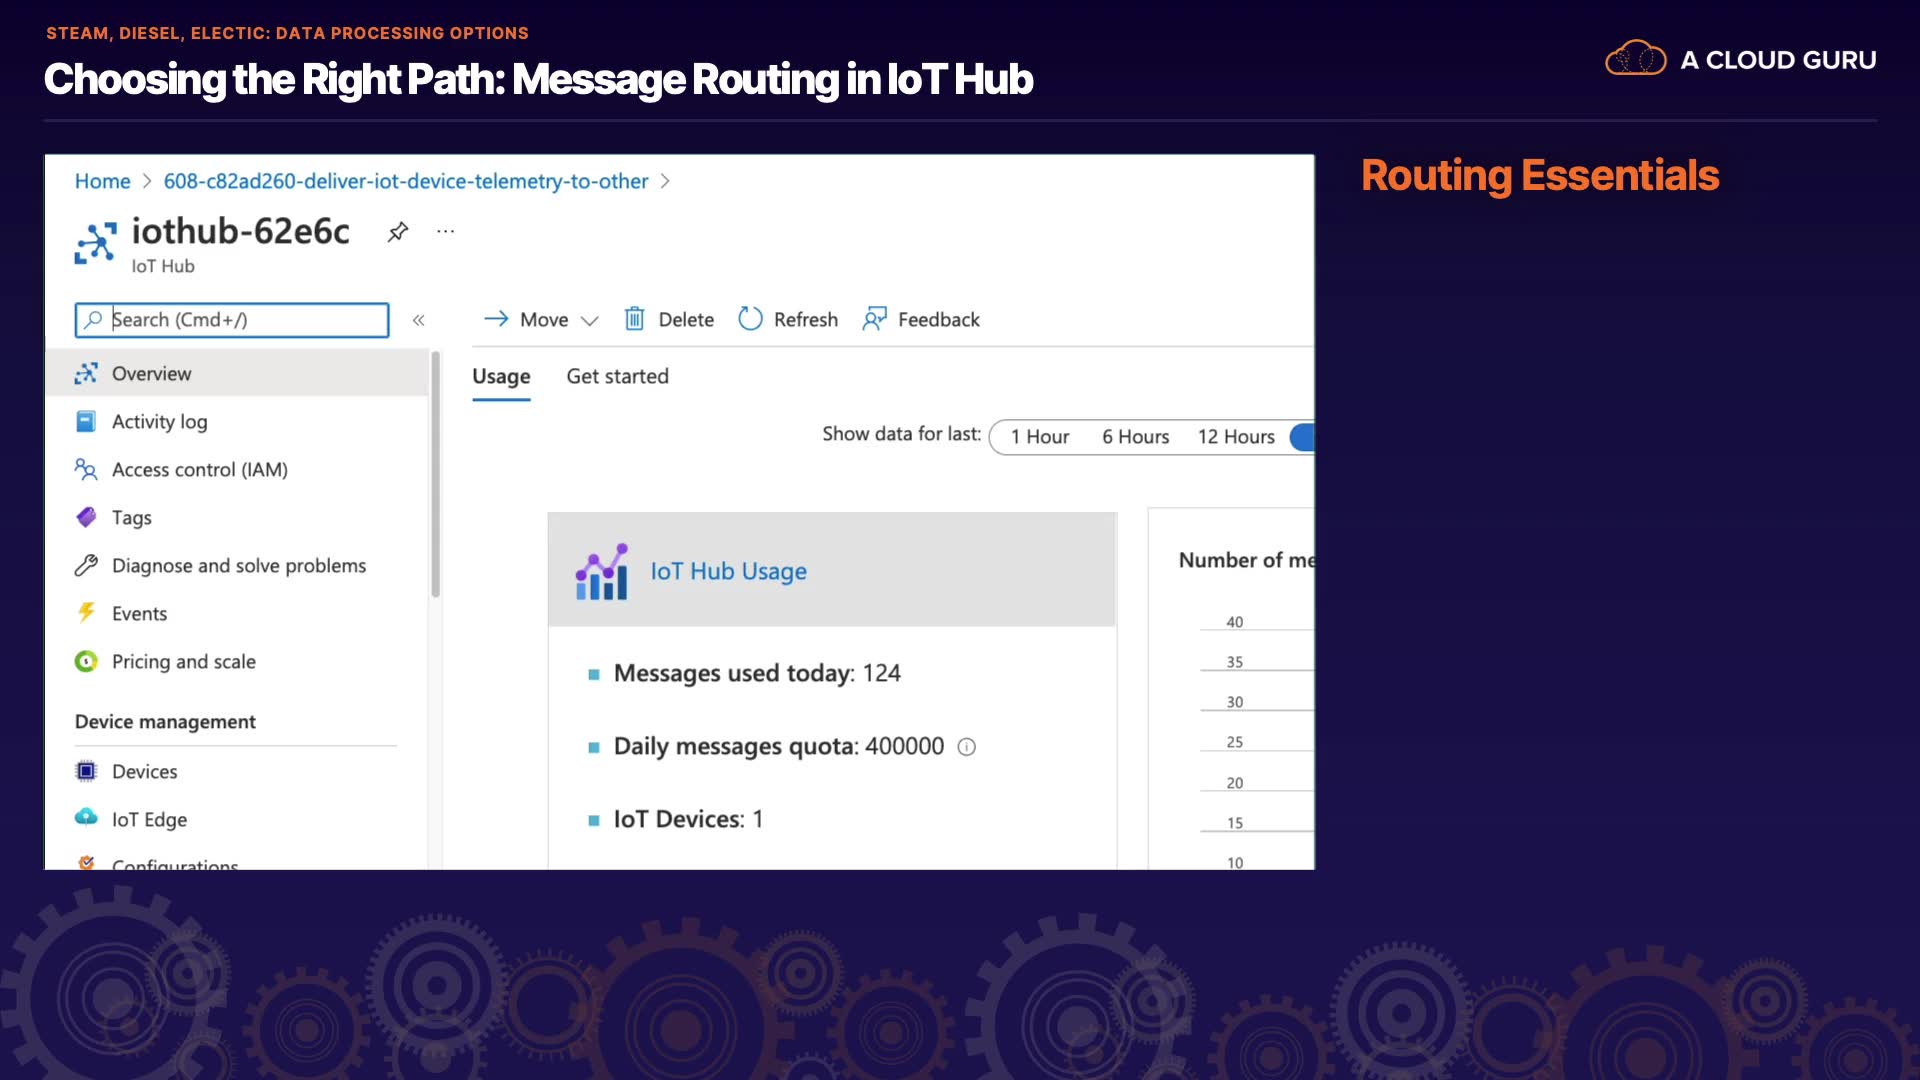 STEAM, DIESEL, ELECTIC: DATA PROCESSING OPTIONS
Choosing the Right Path: Message Routing in IoT Hub
A CLOUD GURU
Home > 608-c82ad260-deliver-iot-device-telemetry-to-other >
Routing Essentials
iothub-62e6c
IoT Hub
Search (Cmd+/)
«
Move
Delete
Refresh
Feedback
Overview
Activity log
Access control (IAM)
Tags
Diagnose and solve problems
Events
Pricing and scale
Device management
Devices
IoT Edge
Configurations
Usage
Get started
Show data for last:
1 Hour
6 Hours
12 Hours
IoT Hub Usage
Messages used today: 124
Daily messages quota: 400000
IoT Devices: 1
Number of me
40
35
30
25
20
15
10